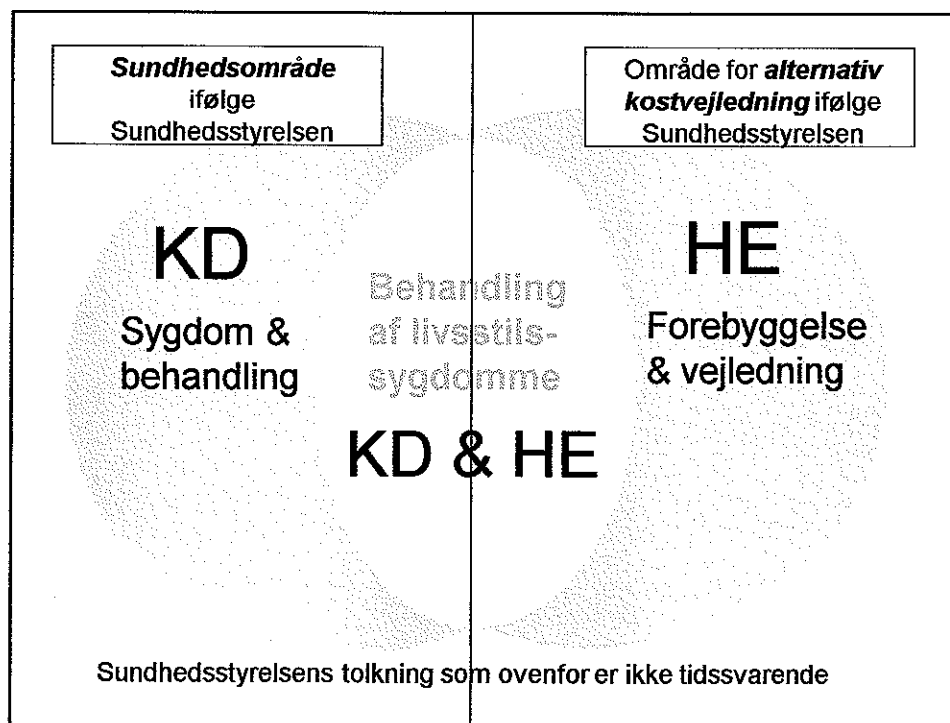 Sundhedsområde
ifølge
Sundhedsstyrelsen
Område for alternativ
kostvejledning ifølge
Sundhedsstyrelsen
KD
Sygdom &
behandling
Behandling
af livsstils-
sygdomme
KD & HE
HE
Forebyggelse
& vejledning
Sundhedsstyrelsens tolkning som ovenfor er ikke tidssvarende